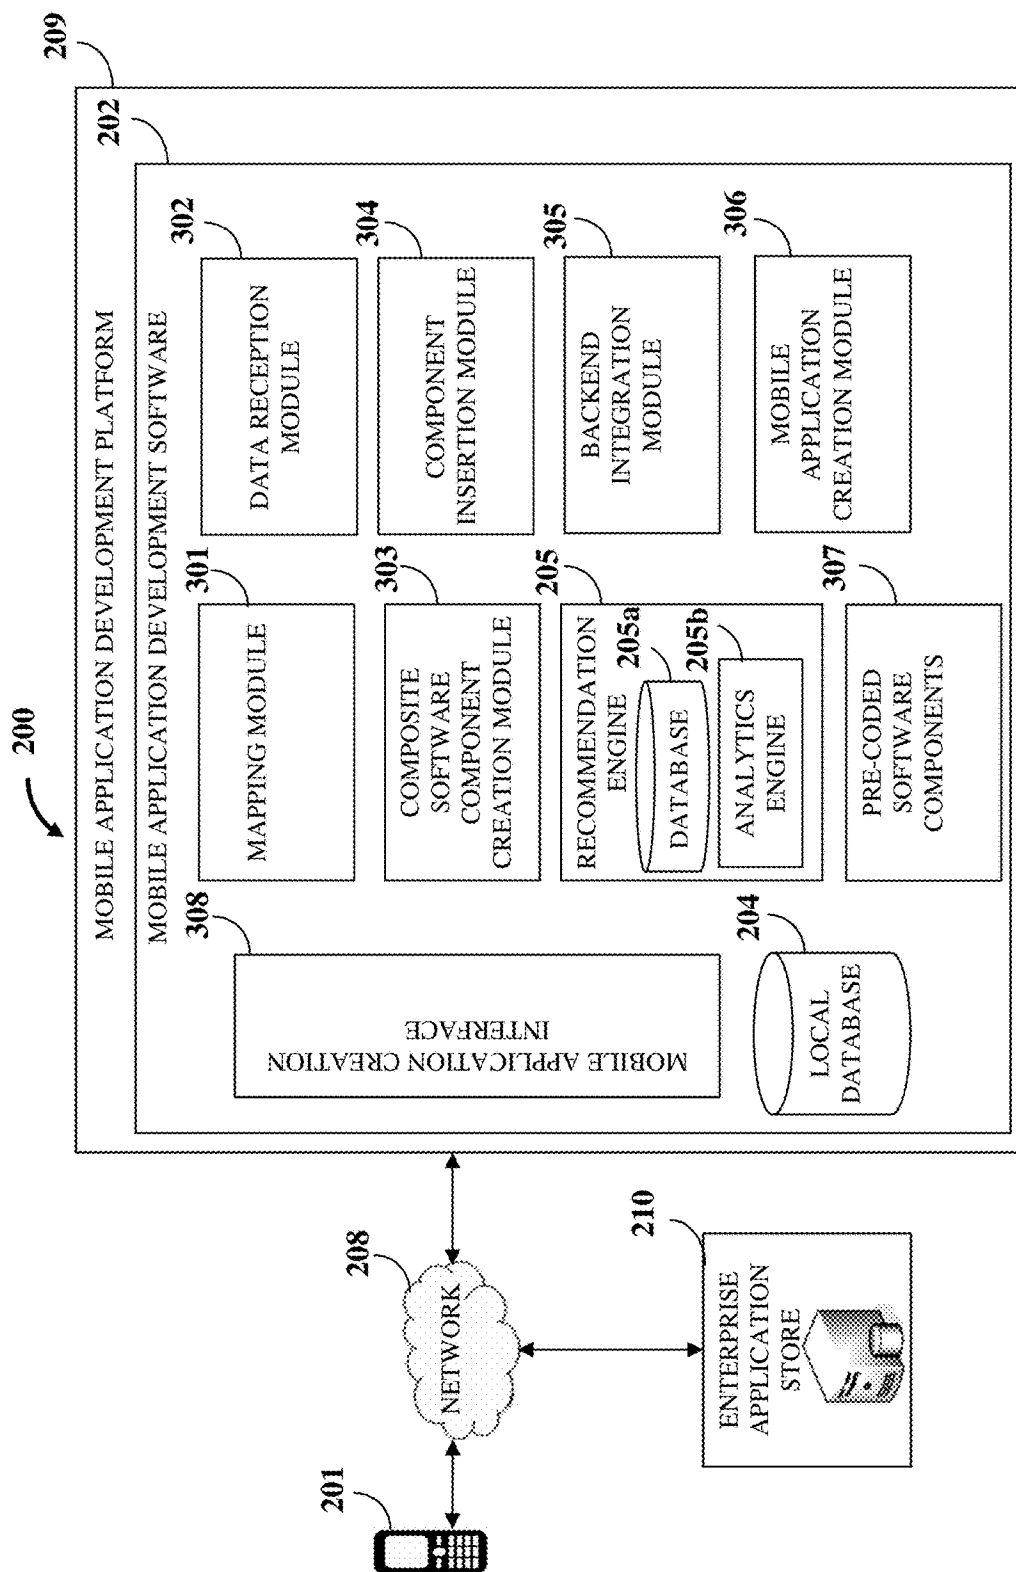 200
209
MOBILE APPLICATION DEVELOPMENT PLATFORM
202
MOBILE APPLICATION DEVELOPMENT SOFTWARE
308
MOBILE APPLICATION CREATION
INTERFACE
301
MAPPING MODULE
302
DATA RECEPTION
MODULE
303
COMPOSITE
SOFTWARE
COMPONENT
CREATION MODULE
304
COMPONENT
INSERTION MODULE
205
RECOMMENDATION
ENGINE
205a
DATABASE
205b
ANALYTICS
ENGINE
305
BACKEND
INTEGRATION
MODULE
204
LOCAL
DATABASE
307
PRE-CODED
SOFTWARE
COMPONENTS
306
MOBILE
APPLICATION
CREATION MODULE
201
208
NETWORK
210
ENTERPRISE
APPLICATION
STORE